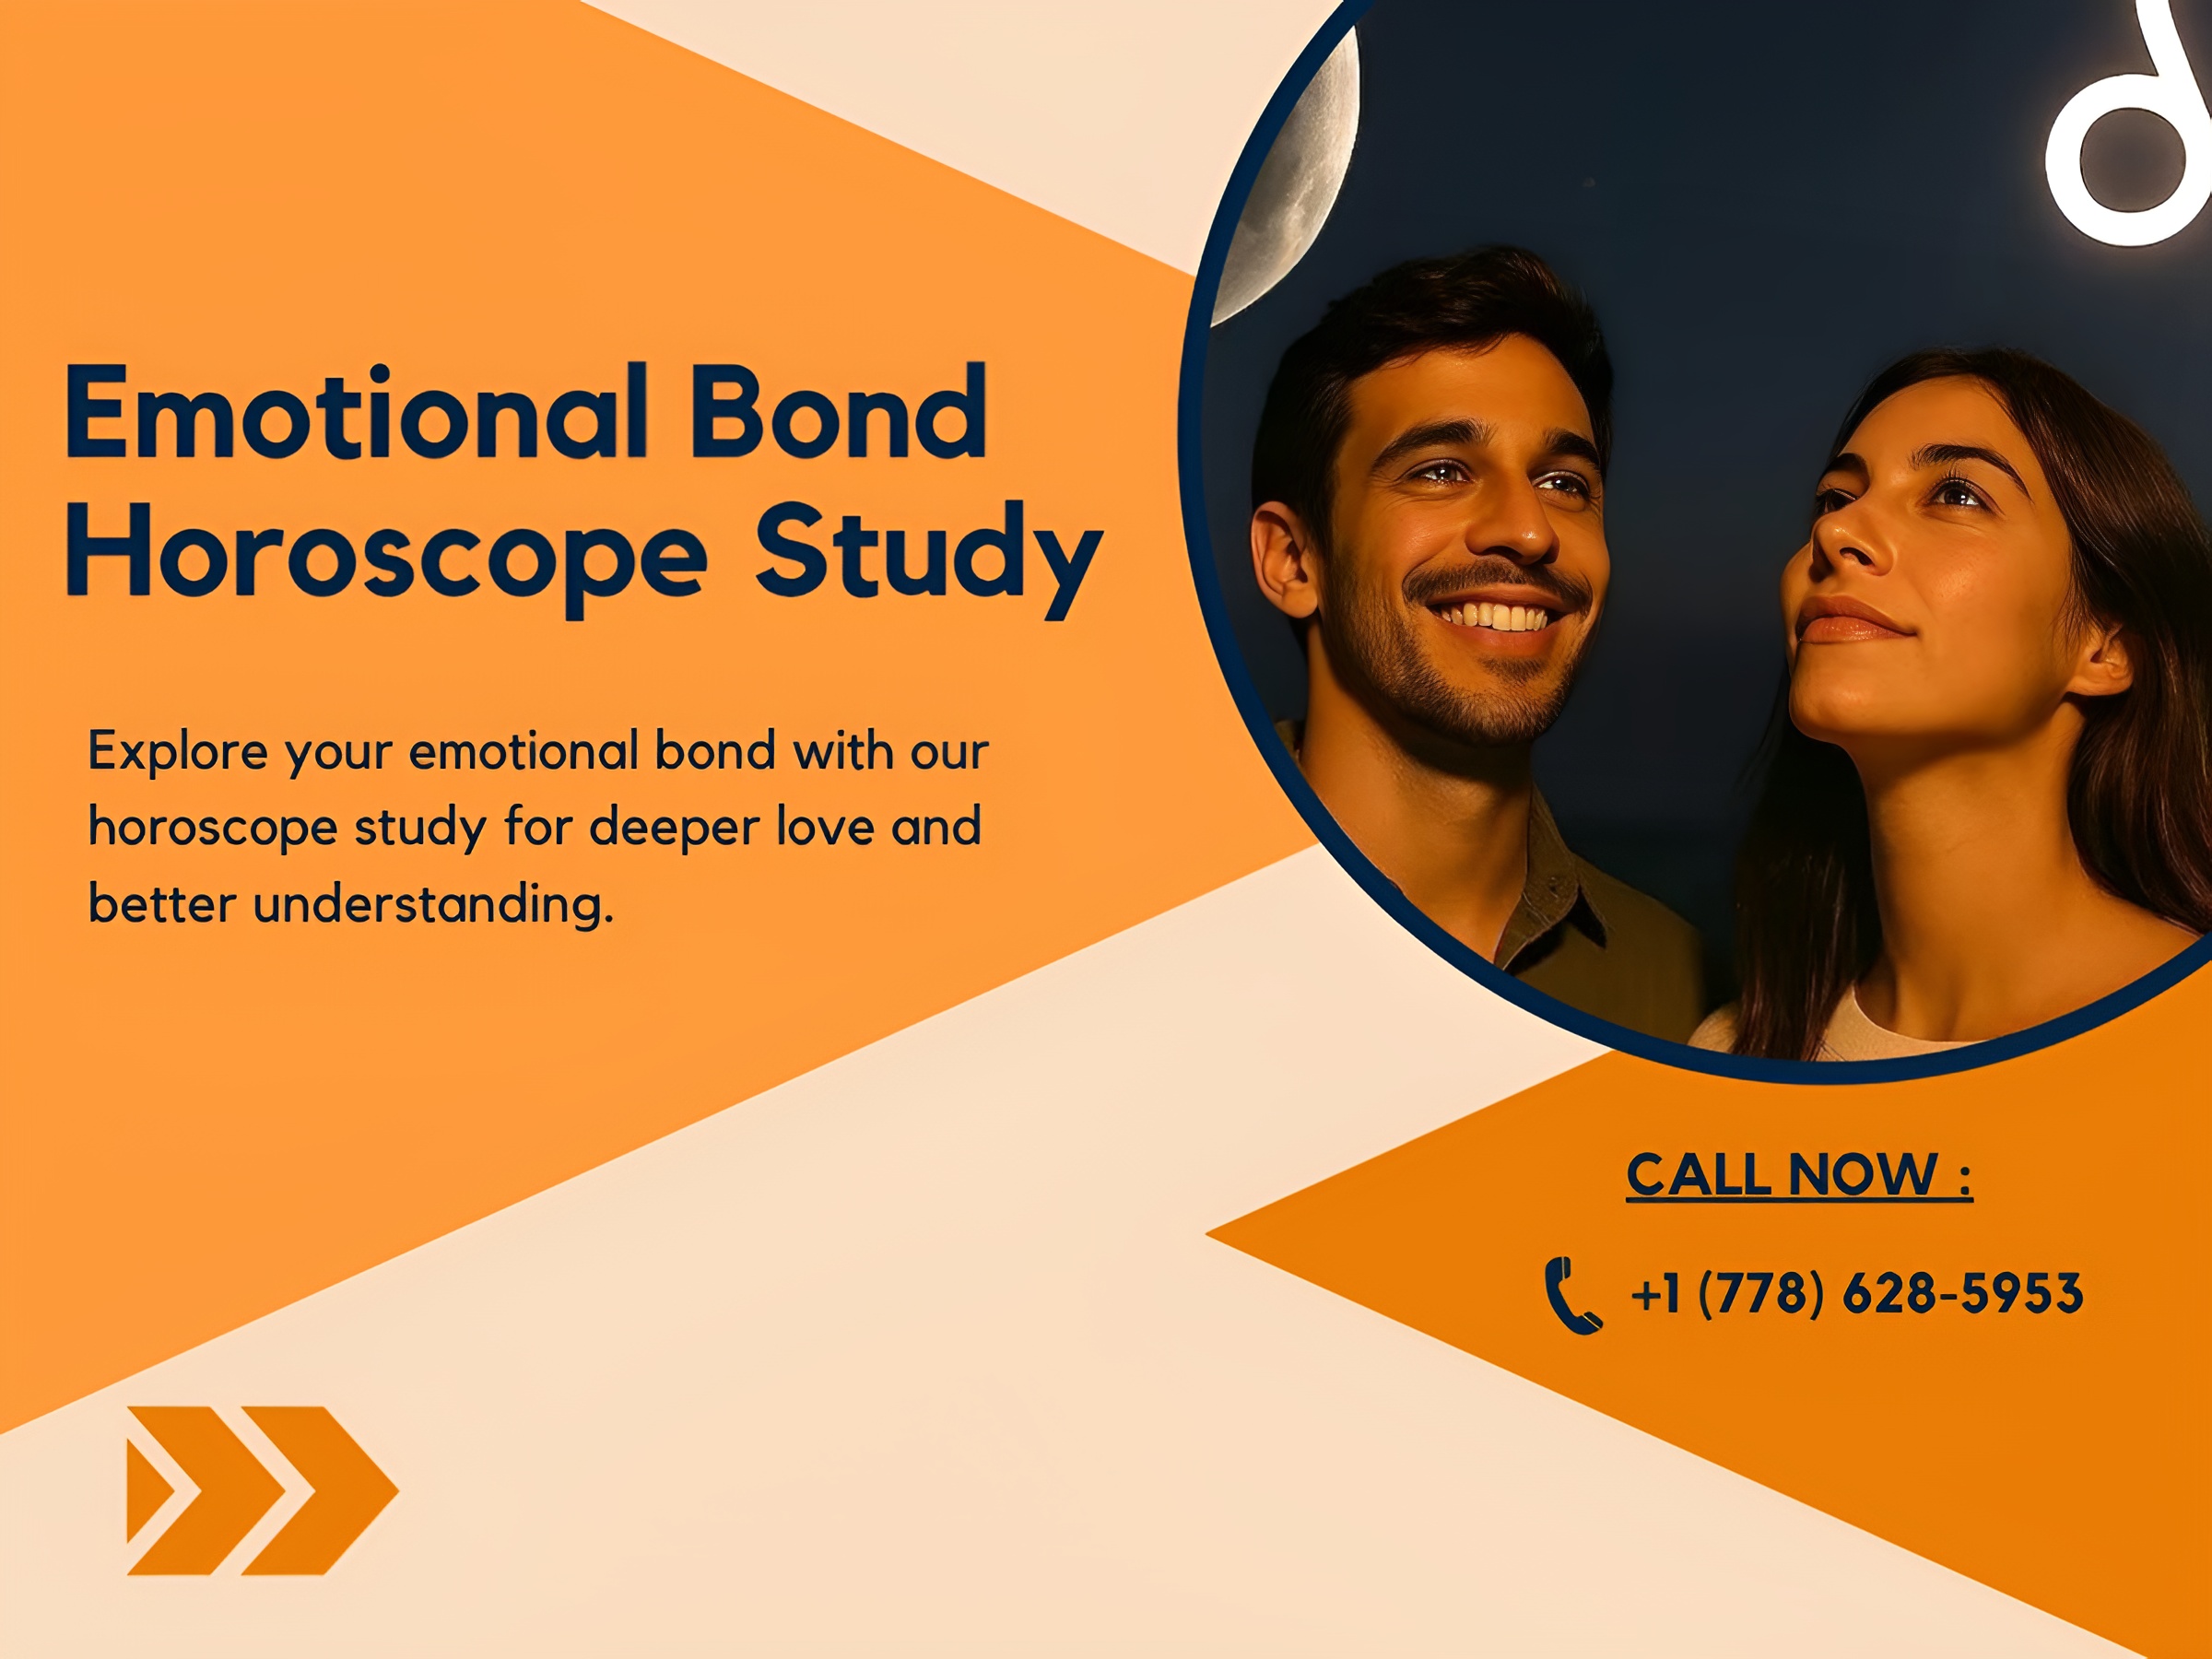 Emotional Bond
Horoscope Study
Explore your emotional bond with our
horoscope study for deeper love and
better understanding.
CALL NOW :
+1 (778) 628-5953